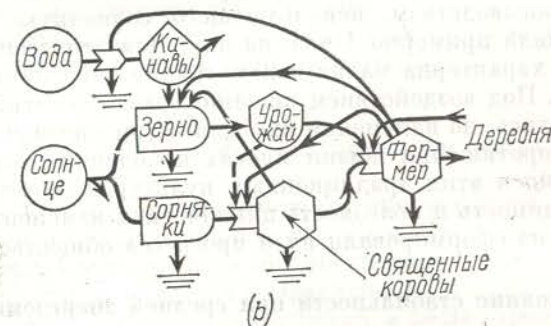 Вода
Ка-
навы
Зерно
Уро-
жай
Солн-
це
Сорня-
ки
Фер-
мер
Деревня
Священные
коровы
(b)